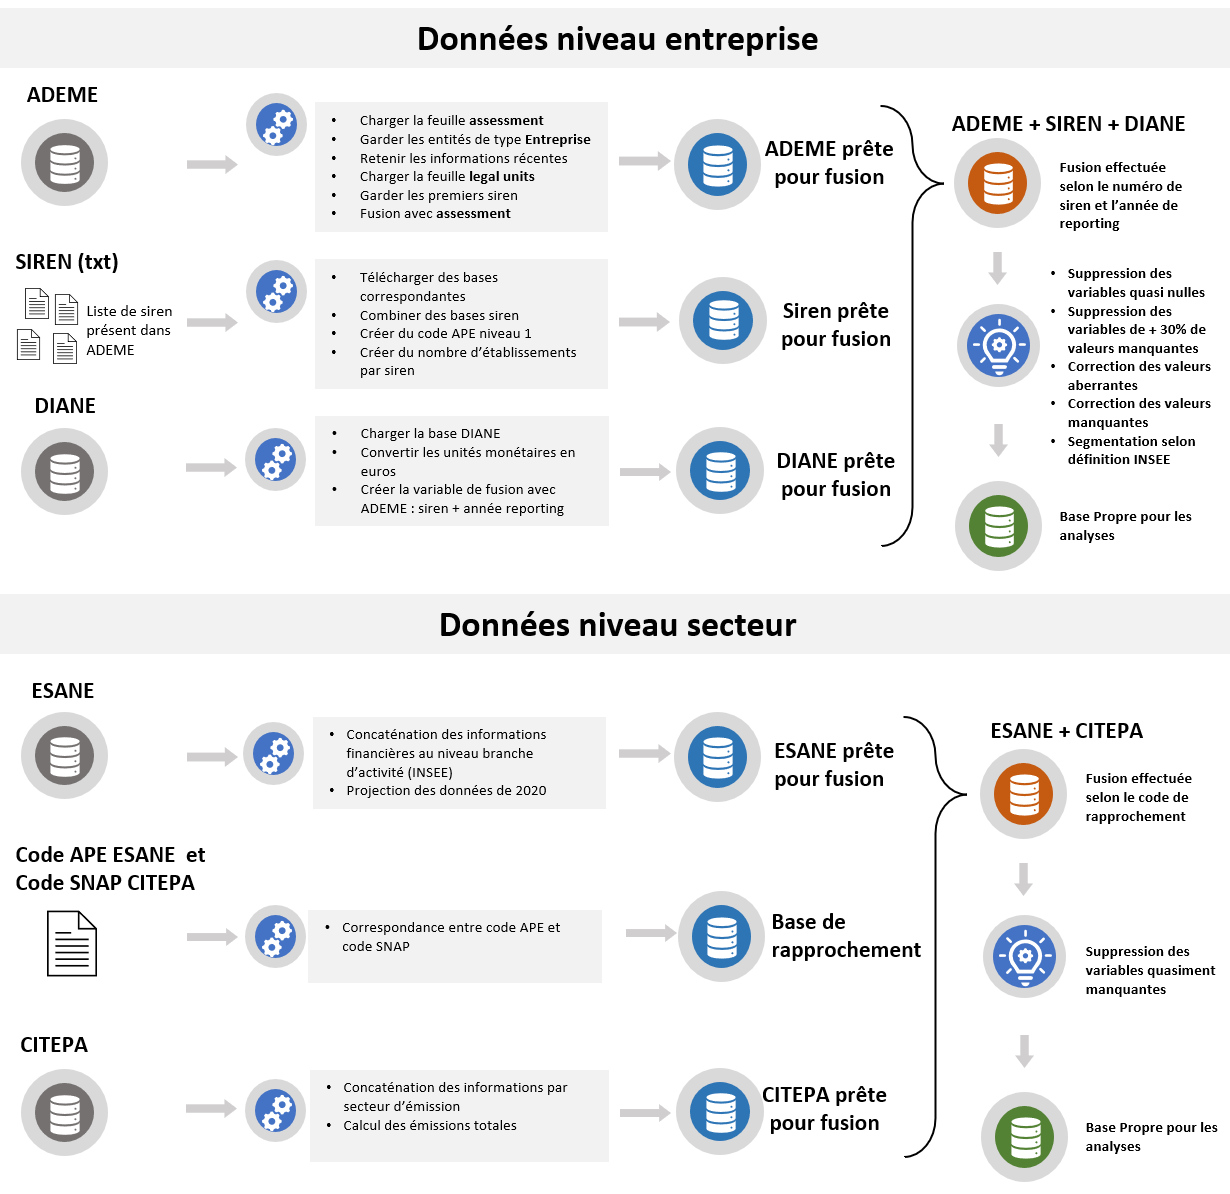 Données niveau entreprise
ADEME
• Charger la feuille assessment
• Garder les entités de type Entreprise
• Retenir les informations récentes
• Charger la feuille legal units
• Garder les premiers siren
• Fusion avec assessment
ADEME prête
pour fusion
SIREN (txt)
Liste de siren
présent dans
ADEME
• Télécharger des bases
correspondantes
• Combiner des bases siren
• Créer du code APE niveau 1
• Créer du nombre d'établissements
par siren
Siren prête
pour fusion
DIANE
• Charger la base DIANE
• Convertir les unités monétaires en
euros
• Créer la variable de fusion avec
ADEME : siren + année reporting
DIANE prête
pour fusion
ADEME + SIREN + DIANE
Fusion effectuée
selon le numéro de
siren et l'année de
reporting
• Suppression des
variables quasi nulles
• Suppression des
variables de + 30% de
valeurs manquantes
• Correction des valeurs
aberrantes
• Correction des valeurs
manquantes
• Segmentation selon
définition INSEE
Base Propre pour les
analyses
Données niveau secteur
ESANE
• Concaténation des informations
financières au niveau branche
d'activité (INSEE)
• Projection des données de 2020
ESANE prête
pour fusion
Code APE ESANE et
Code SNAP CITEPA
• Correspondance entre code APE et
code SNAP
Base de
rapprochement
CITEPA
• Concaténation des informations par
secteur d'émission
• Calcul des émissions totales
CITEPA prête
pour fusion
ESANE + CITEPA
Fusion effectuée
selon le code de
rapprochement
Suppression des
variables quasiment
manquantes
Base Propre pour les
analyses